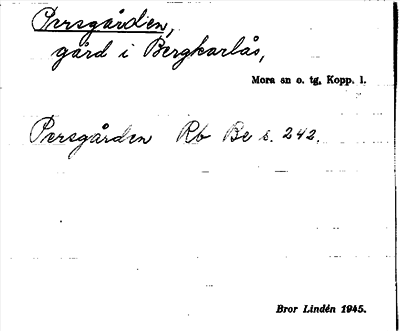 Persgården,
gård i Bergkarlås,
Mora sn o. tg, Kopp. l.
Persgården Rb Be s. 242.
Bror Lindén 1945.